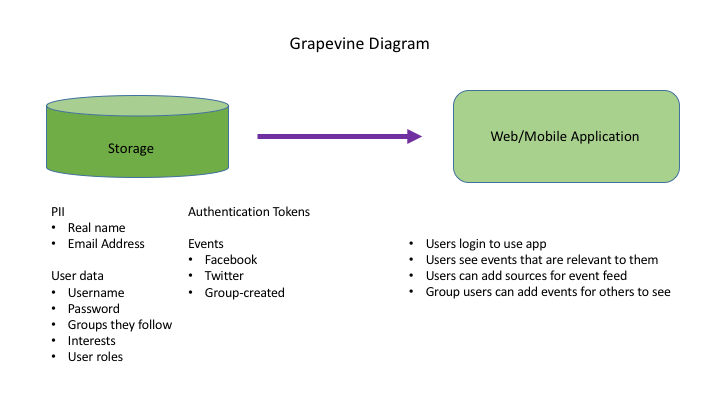 Grapevine Diagram
Storage
Web/Mobile Application
PII
• Real name
• Email Address
User data
• Username
• Password
• Groups they follow
• Interests
• User roles
Authentication Tokens
Events
• Facebook
• Twitter
• Group-created
• Users login to use app
• Users see events that are relevant to them
• Users can add sources for event feed
• Group users can add events for others to see